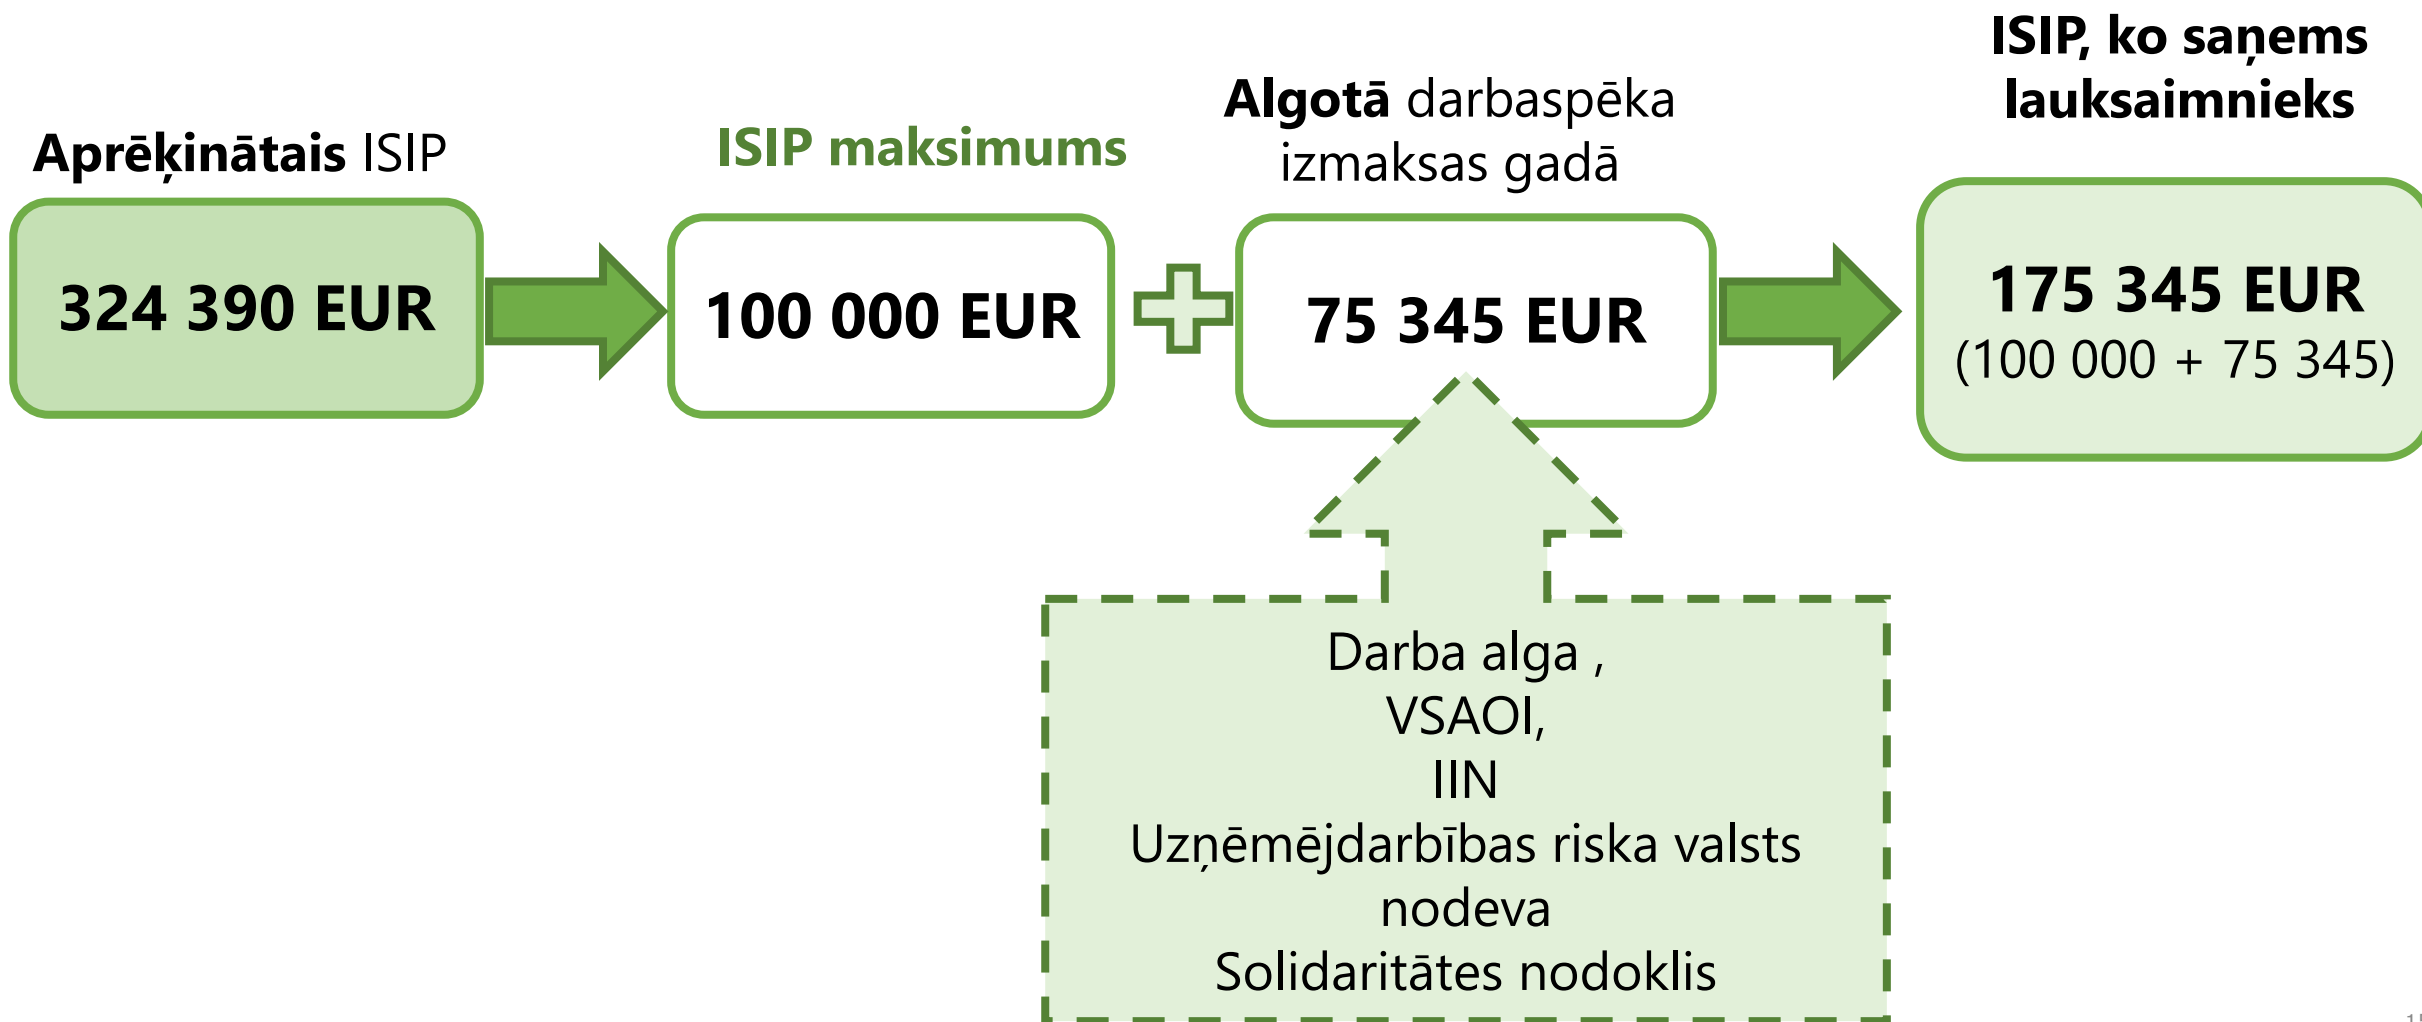 Aprēķinātais ISIP
324 390 EUR
ISIP maksimums
100 000 EUR
Algotā darbaspēka
izmaksas gadā
75 345 EUR
ISIP, ko saņems
lauksaimnieks
175 345 EUR
(100 000 + 75 345)
Darba alga ,
VSAOI,
IIN
Uzņēmējdarbības riska valsts
nodeva
Solidaritātes nodoklis